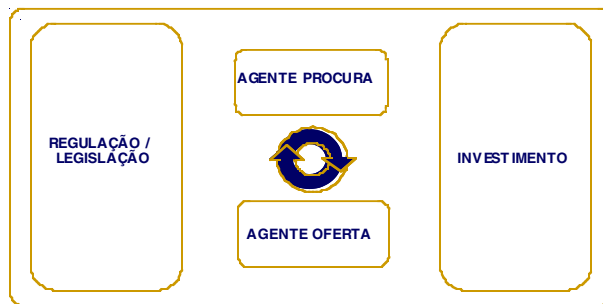 AGENTE PROCURA
REGULAÇÃO /
LEGISLAÇÃO
INVESTIMENTO
AGENTE OFERTA